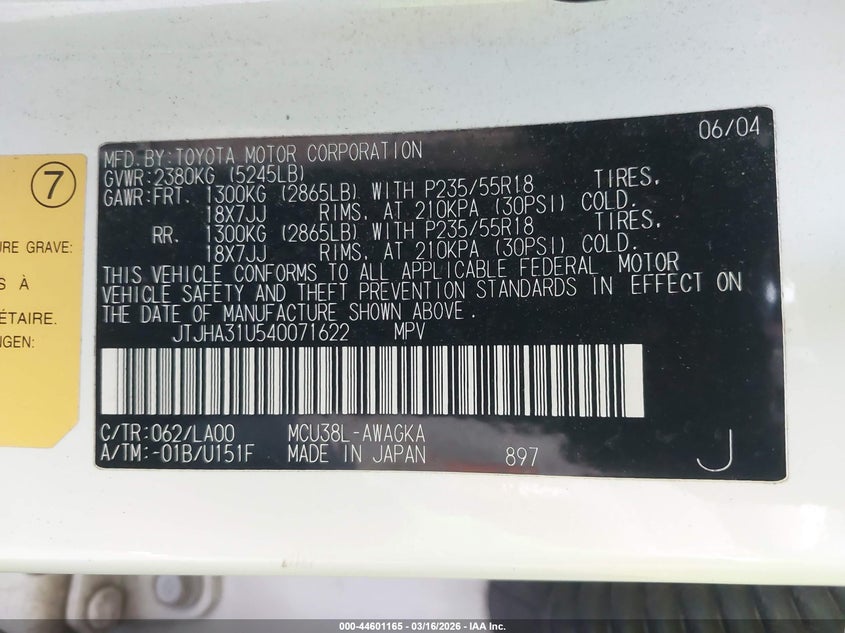 06/04
MFD. BY: TOYOTA MOTOR CORPORATION
GVWR: 2380KG (5245LB)
GAWR: FRT. 1300KG (2865LB) WITH P235/55R18 TIRES,
18X7JJ RIMS, AT 210KPA (30PSI) COLD.
RR. 1300KG (2865LB) WITH P235/55R18 TIRES,
18X7JJ RIMS, AT 210KPA (30PSI) COLD.
THIS VEHICLE CONFORMS TO ALL APPLICABLE FEDERAL MOTOR
VEHICLE SAFETY AND THEFT PREVENTION STANDARDS IN EFFECT ON
THE DATE OF MANUFACTURE SHOWN ABOVE.
JTJHA31U540071622 MPV
C/TR: 062/LA00 MCU38L-AWAGKA
A/TM: -01B/U151F MADE IN JAPAN 897 J
7
URE GRAVE:
S À
ÉTAIRE.
NGEN:
000-44601165 - 03/16/2026 - IAA Inc.